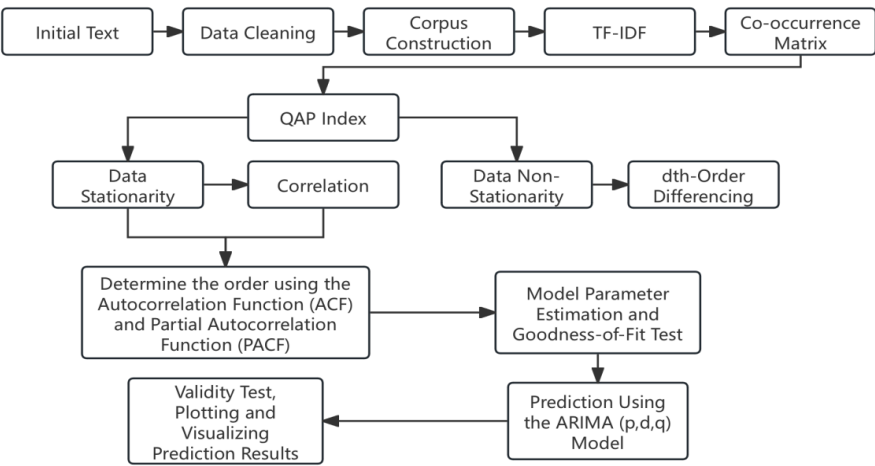 Initial Text
Data Cleaning
Corpus
Construction
TF-IDF
Co-occurrence
Matrix
QAP Index
Data
Stationarity
Correlation
Data Non-
Stationarity
dth-Order
Differencing
Determine the order using the
Autocorrelation Function (ACF)
and Partial Autocorrelation
Function (PACF)
Model Parameter
Estimation and
Goodness-of-Fit Test
Prediction Using
the ARIMA (p,d,q)
Model
Validity Test,
Plotting and
Visualizing
Prediction Results